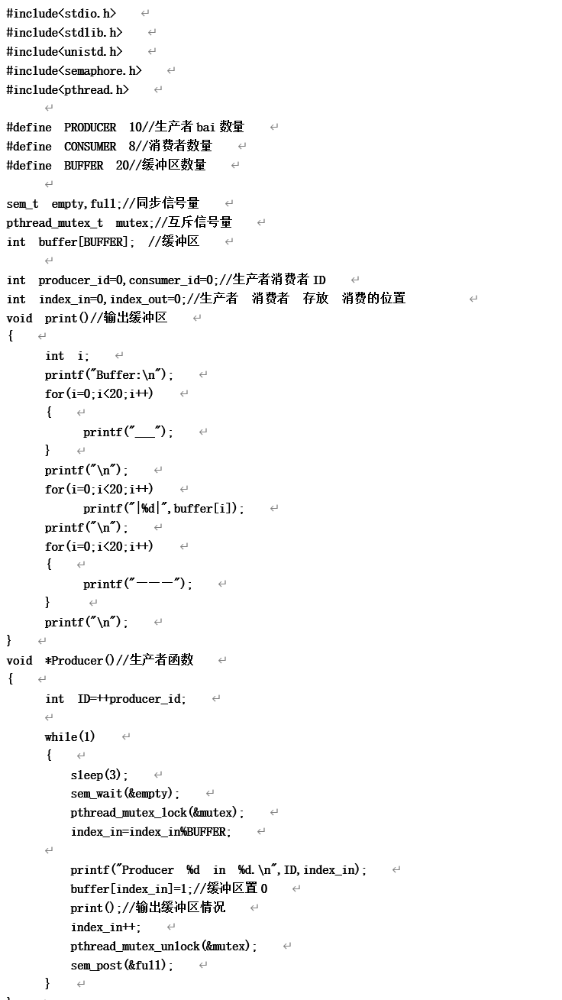 #include<stdio.h> ↵
#include<stdlib.h> ↵
#include<unistd.h> ↵
#include<semaphore.h> ↵
#include<pthread.h> ↵
↵
#define PRODUCER 10//生产者 bai 数量 ↵
#define CONSUMER 8//消费者数量 ↵
#define BUFFER 20//缓冲区数量 ↵
↵
sem_t empty,full;//同步信号量 ↵
pthread_mutex_t mutex;//互斥信号量 ↵
int buffer[BUFFER]; //缓冲区 ↵
↵
int producer_id=0,consumer_id=0;//生产者消费者 ID ↵
int index_in=0,index_out=0;//生产者 消费者 存放 消费的位置 ↵
void print()//输出缓冲区 ↵
{ ↵
int i; ↵
printf("Buffer:\n"); ↵
for(i=0;i<20;i++) ↵
{ ↵
printf("___"); ↵
} ↵
printf("\n"); ↵
for(i=0;i<20;i++) ↵
printf("|%d|",buffer[i]); ↵
printf("\n"); ↵
for(i=0;i<20;i++) ↵
{ ↵
printf("———"); ↵
} ↵
printf("\n"); ↵
} ↵
void *Producer()//生产者函数 ↵
{ ↵
int ID=++producer_id; ↵
↵
while(1) ↵
{ ↵
sleep(3); ↵
sem_wait(&empty); ↵
pthread_mutex_lock(&mutex); ↵
index_in=index_in%BUFFER; ↵
↵
printf("Producer %d in %d.\n",ID,index_in); ↵
buffer[index_in]=1;//缓冲区置 0 ↵
print();//输出缓冲区情况 ↵
index_in++; ↵
pthread_mutex_unlock(&mutex); ↵
sem_post(&full); ↵
} ↵